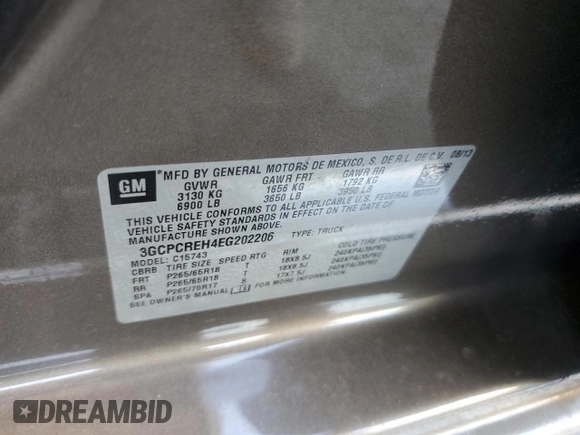 GM
*MFD BY GENERAL MOTORS DE MEXICO, S. DE R.L. DE C.V. 08/13
GVWR GAWR FRT GAWR RR
3130 KG 1656 KG 1792 KG
6900 LB 3650 LB 3950 LB
THIS VEHICLE CONFORMS TO ALL APPLICABLE U.S. FEDERAL MOTOR
VEHICLE SAFETY STANDARDS IN EFFECT ON THE DATE OF
MANUFACTURE SHOWN ABOVE.
3GCPCREH4EG202206 TYPE: TRUCK
MODEL: C15743
CBRB TIRE SIZE SPEED RTG RIM COLD TIRE PRESSURE
FRT P265/65R18 T 18X8.5J 240KPA(35PSI)
RR P265/65R18 T 18X8.5J 240KPA(35PSI)
SPA P265/70R17 S 17X7.5J 240KPA(35PSI)
SEE OWNER'S MANUAL
DREAMBID